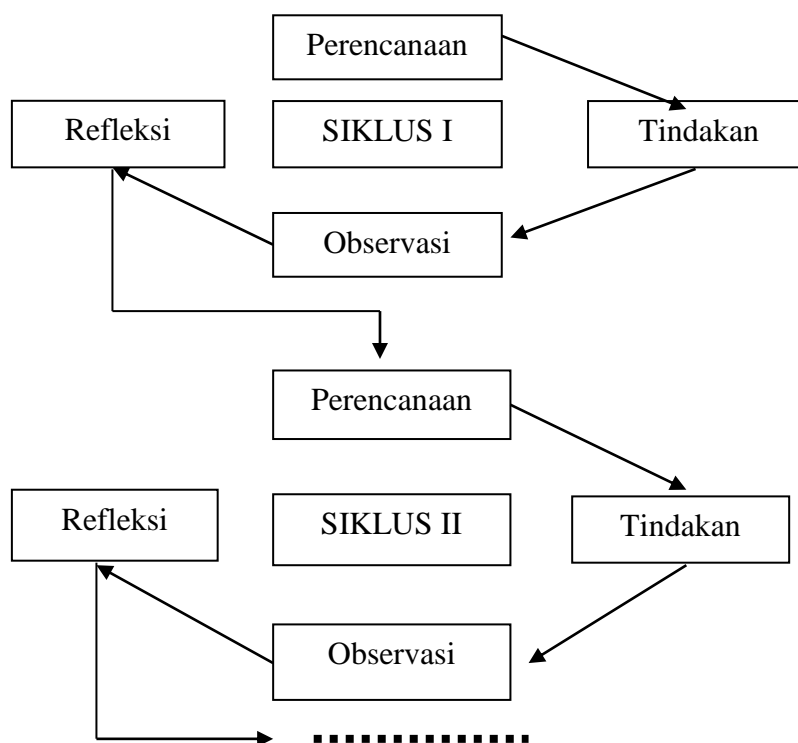 Perencanaan
Refleksi
SIKLUS I
Tindakan
Observasi
Perencanaan
Refleksi
SIKLUS II
Tindakan
Observasi